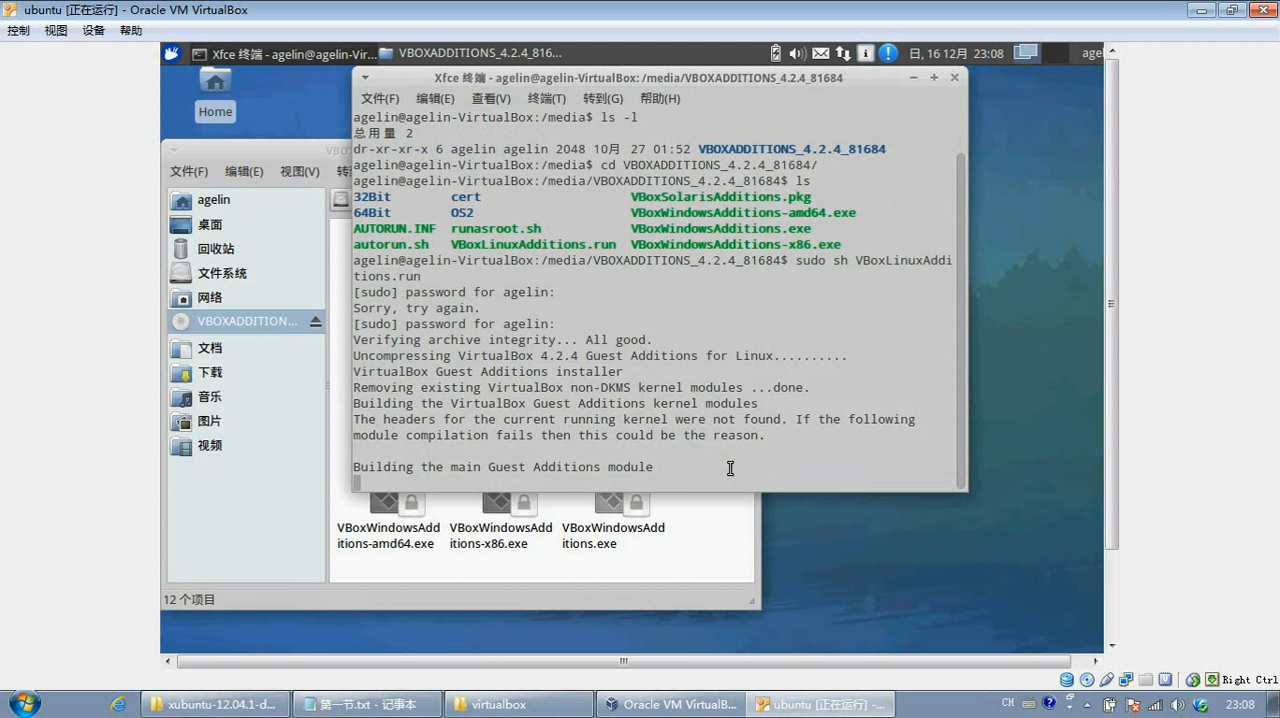 ubuntu [正在运行] - Oracle VM VirtualBox
控制 视图 设备 帮助
Xfce 终端 - agelin@agelin-Vir...
VBOXADDITIONS_4.2.4_816...
日, 16 12月 23:08
agel
Home
Xfce 终端 - agelin@agelin-VirtualBox: /media/VBOXADDITIONS_4.2.4_81684
文件(F) 编辑(E) 查看(V) 终端(T) 转到(G) 帮助(H)
agelin@agelin-VirtualBox:/media$ ls -l
总用量 2
dr-xr-xr-x 6 agelin agelin 2048 10月 27 01:52 VBOXADDITIONS_4.2.4_81684
agelin@agelin-VirtualBox:/media$ cd VBOXADDITIONS_4.2.4_81684/
agelin@agelin-VirtualBox:/media/VBOXADDITIONS_4.2.4_81684$ ls
32Bit cert VBoxSolarisAdditions.pkg
64Bit OS2 VBoxWindowsAdditions-amd64.exe
AUTORUN.INF runasroot.sh VBoxWindowsAdditions.exe
autorun.sh VBoxLinuxAdditions.run VBoxWindowsAdditions-x86.exe
agelin@agelin-VirtualBox:/media/VBOXADDITIONS_4.2.4_81684$ sudo sh VBoxLinuxAddi
tions.run
[sudo] password for agelin:
Sorry, try again.
[sudo] password for agelin:
Verifying archive integrity... All good.
Uncompressing VirtualBox 4.2.4 Guest Additions for Linux..........
VirtualBox Guest Additions installer
Removing existing VirtualBox non-DKMS kernel modules ...done.
Building the VirtualBox Guest Additions kernel modules
The headers for the current running kernel were not found. If the following
module compilation fails then this could be the reason.
Building the main Guest Additions module
文件(F) 编辑(E) 视图(V)
agelin
桌面
回收站
文件系统
网络
VBOXADDITION...
文档
下载
音乐
图片
视频
VBoxWindowsAdd
itions-amd64.exe
VBoxWindowsAdd
itions-x86.exe
VBoxWindowsAdd
itions.exe
12 个项目
Right Ctrl
xubuntu-12.04.1-d...
第一节.txt - 记事本
virtualbox
Oracle VM VirtualB...
ubuntu [正在运行] -...
CH
23:08